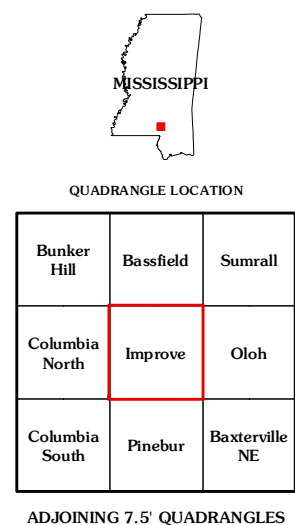 MISSISSIPPI
QUADRANGLE LOCATION
Bunker
Hill
Bassfield
Sumrall
Columbia
North
Improve
Oloh
Columbia
South
Pinebur
Baxterville
NE
ADJOINING 7.5' QUADRANGLES